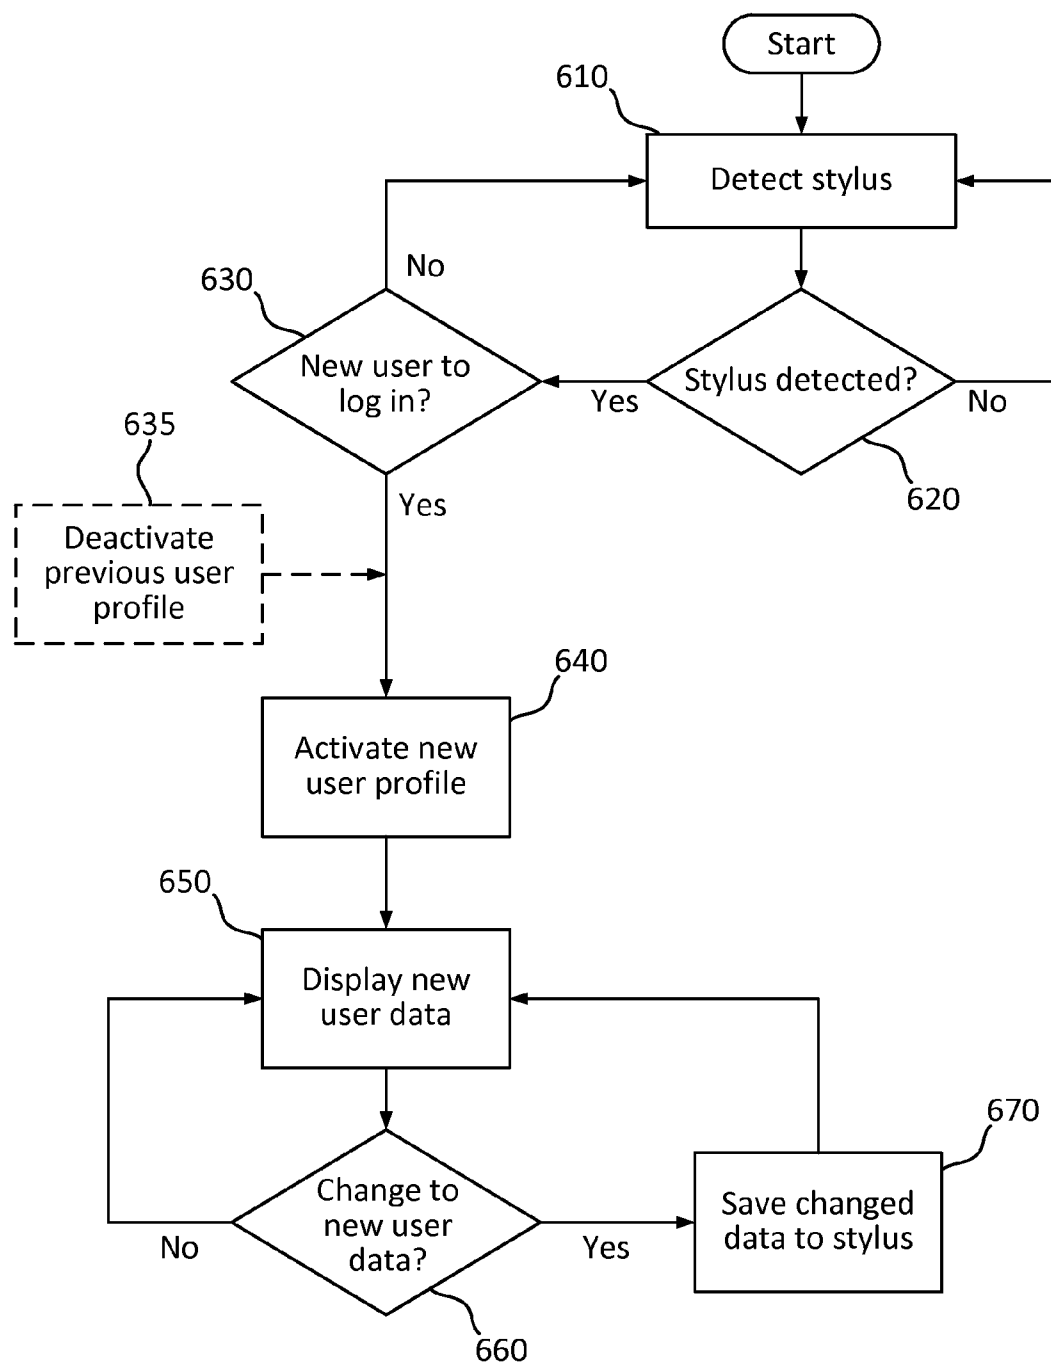 Start
610
Detect stylus
No
630
New user to
log in?
Yes
Stylus detected?
No
620
635
Yes
Deactivate
previous user
profile
640
Activate new
user profile
650
Display new
user data
670
Change to
new user
data?
Save changed
data to stylus
No
Yes
660